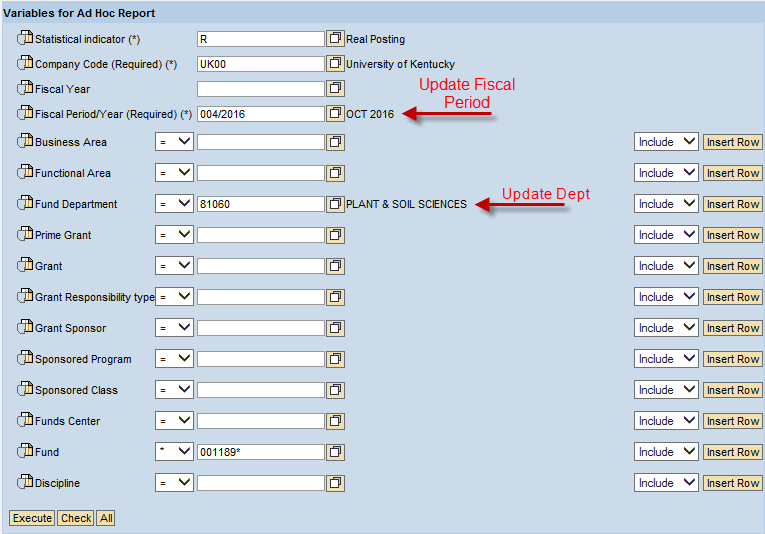 Variables for Ad Hoc Report
Statistical indicator (*) R Real Posting
Company Code (Required) (*) UK00 University of Kentucky
Fiscal Year
Update Fiscal
Period
Fiscal Period/Year (Required) (*) 004/2016 OCT 2016
Business Area = Include Insert Row
Functional Area = Include Insert Row
Fund Department = 81060 PLANT & SOIL SCIENCES Update Dept Include Insert Row
Prime Grant = Include Insert Row
Grant = Include Insert Row
Grant Responsibility type = Include Insert Row
Grant Sponsor = Include Insert Row
Sponsored Program = Include Insert Row
Sponsored Class = Include Insert Row
Funds Center = Include Insert Row
Fund * 001189* Include Insert Row
Discipline = Include Insert Row
Execute Check All